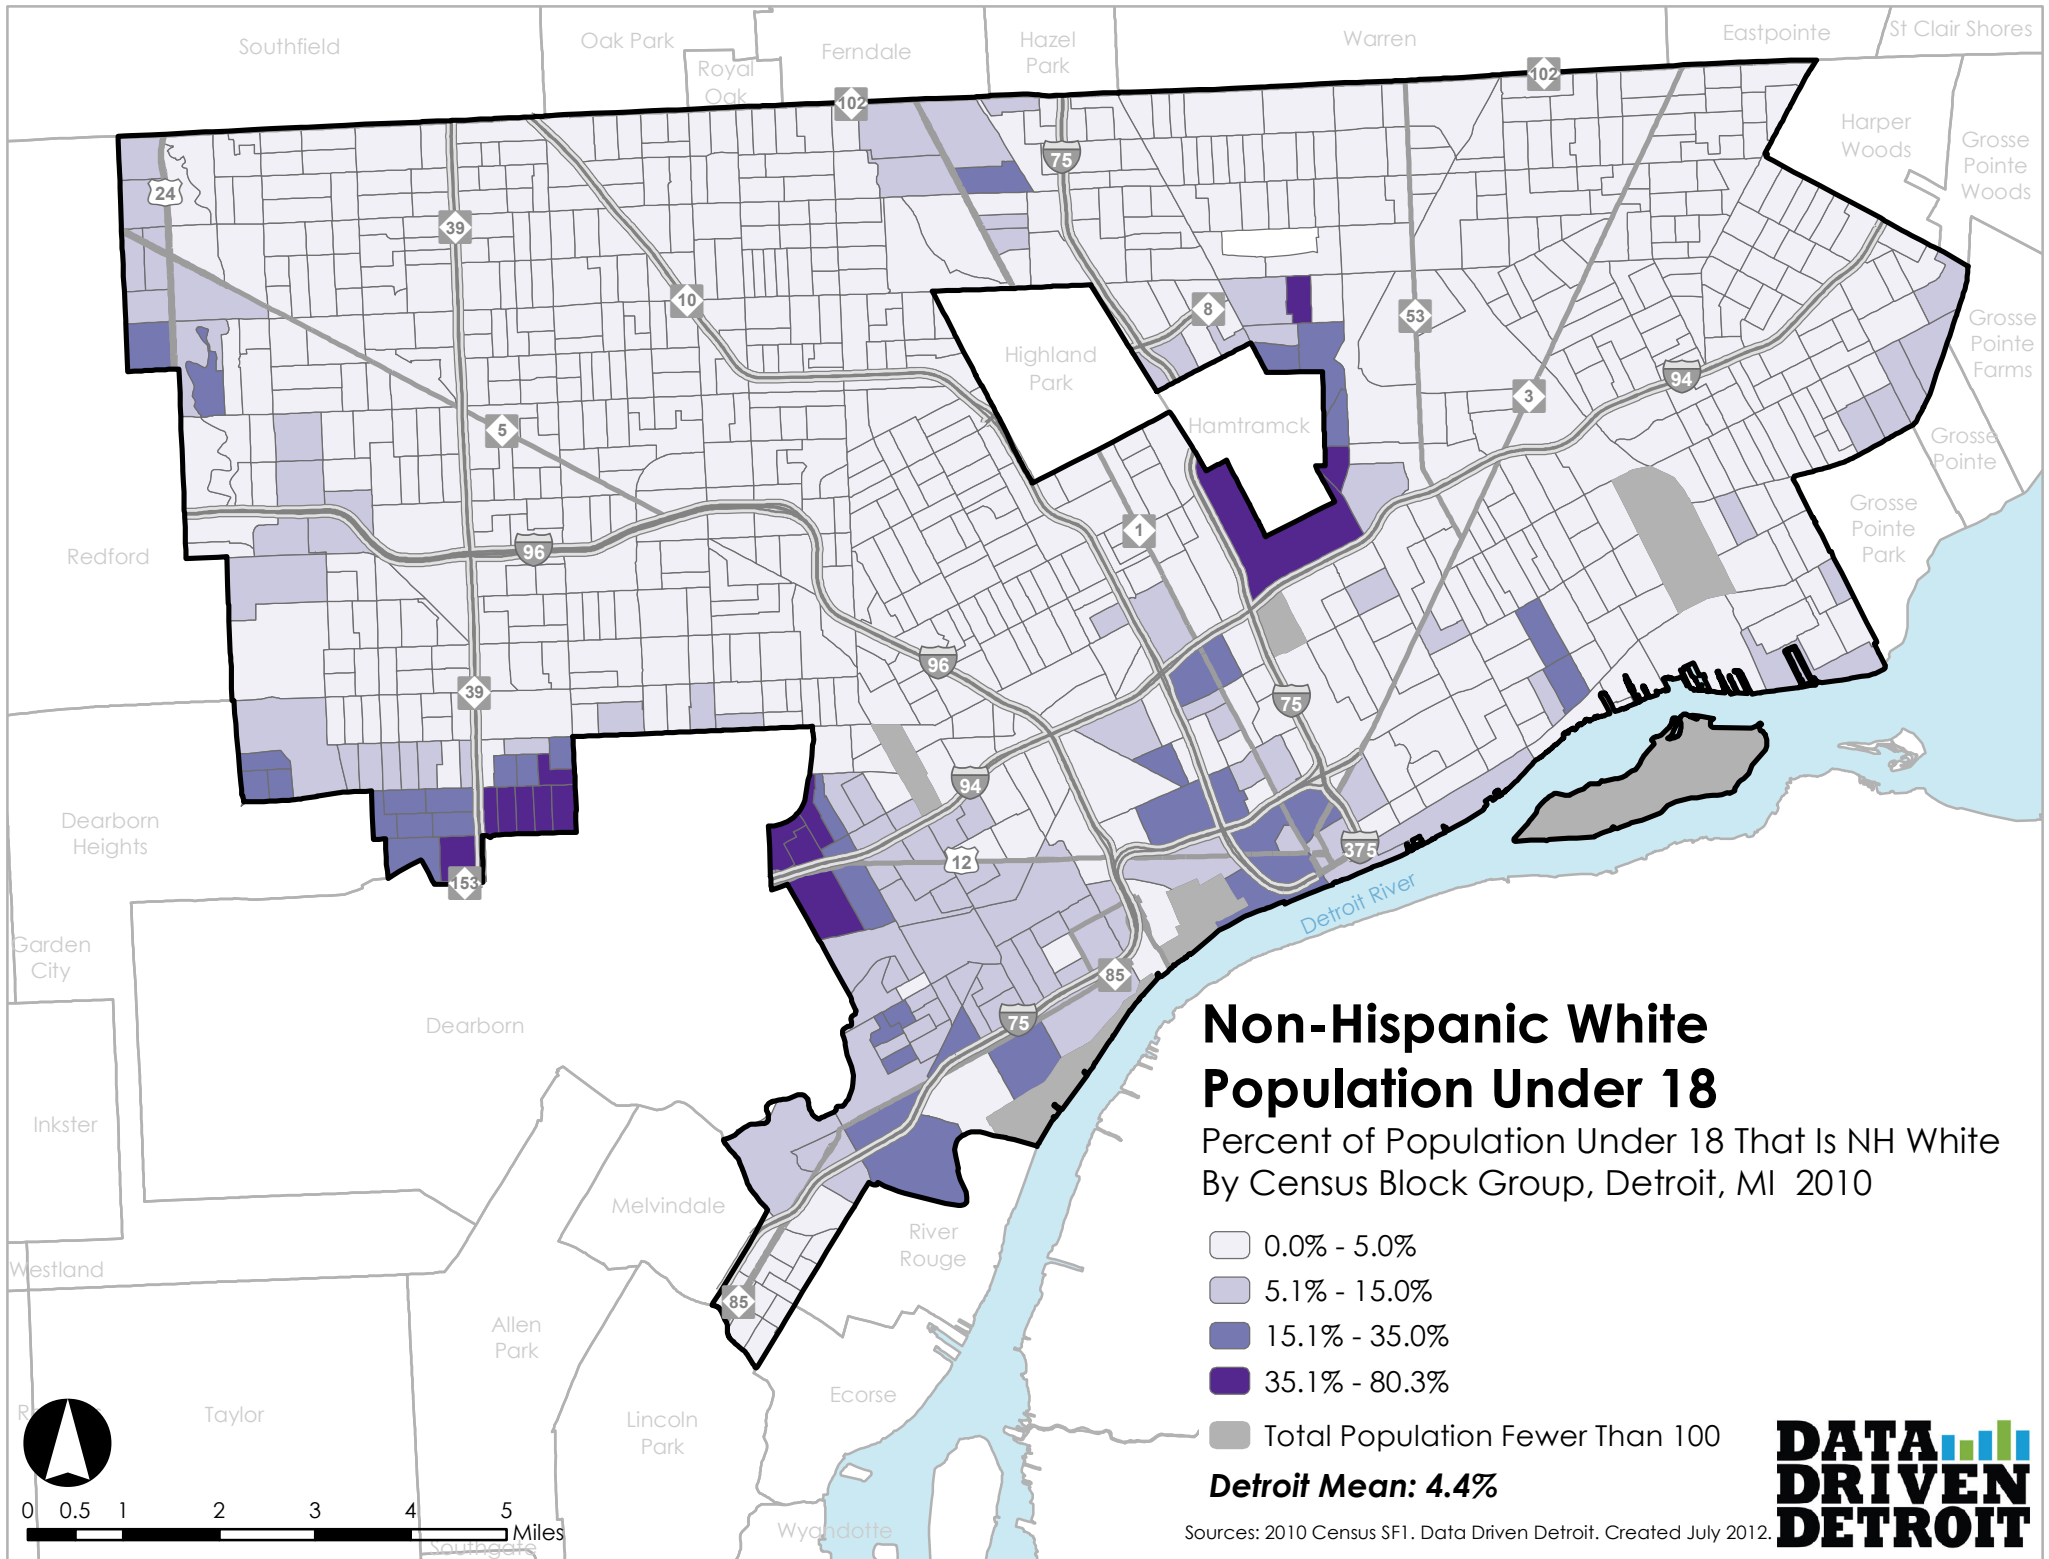 Southfield
Oak Park
Royal
Oak
Ferndale
Hazel
Park
Warren
Eastpointe
St Clair Shores
102
102
Harper
Woods
Grosse
Pointe
Woods
75
24
39
10
8
53
Grosse
Pointe
Farms
Highland
Park
94
3
5
Hamtramck
Grosse
Pointe
Grosse
Pointe
Park
1
96
Redford
96
39
75
94
Dearborn
Heights
12
375
153
Detroit River
Garden
City
85
75
Dearborn
Inkster
Melvindale
River
Rouge
Westland
85
Allen
Park
Ecorse
Taylor
Lincoln
Park
Wyandotte
Southgate
Non-Hispanic White
Population Under 18
Percent of Population Under 18 That Is NH White
By Census Block Group, Detroit, MI 2010
0.0% - 5.0%
5.1% - 15.0%
15.1% - 35.0%
35.1% - 80.3%
Total Population Fewer Than 100
Detroit Mean: 4.4%
Sources: 2010 Census SF1. Data Driven Detroit. Created July 2012.
DATA
DRIVEN
DETROIT
0 0.5 1 2 3 4 5
Miles